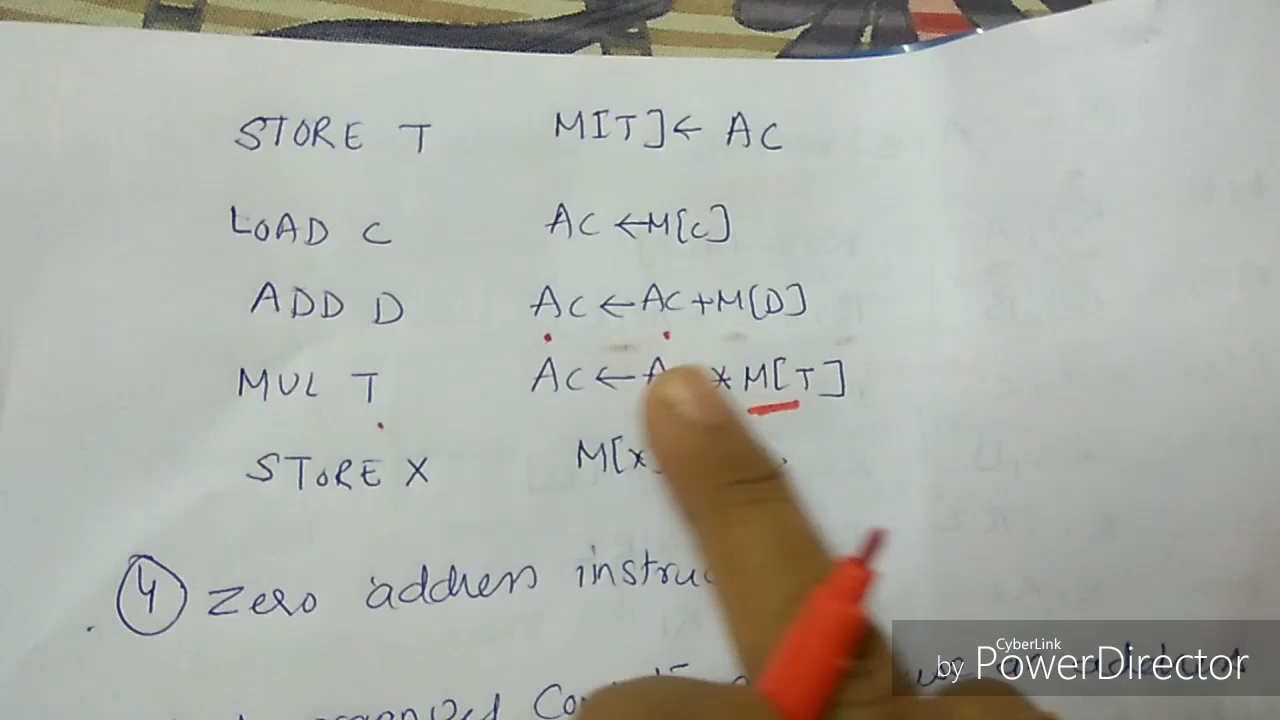 STORE T M[T] ← AC
LOAD C AC ← M[C]
ADD D AC ← AC + M[D]
MUL T AC ← A * M[T]
STORE X M[X]
4 Zero address instruc
CyberLink
by PowerDirector